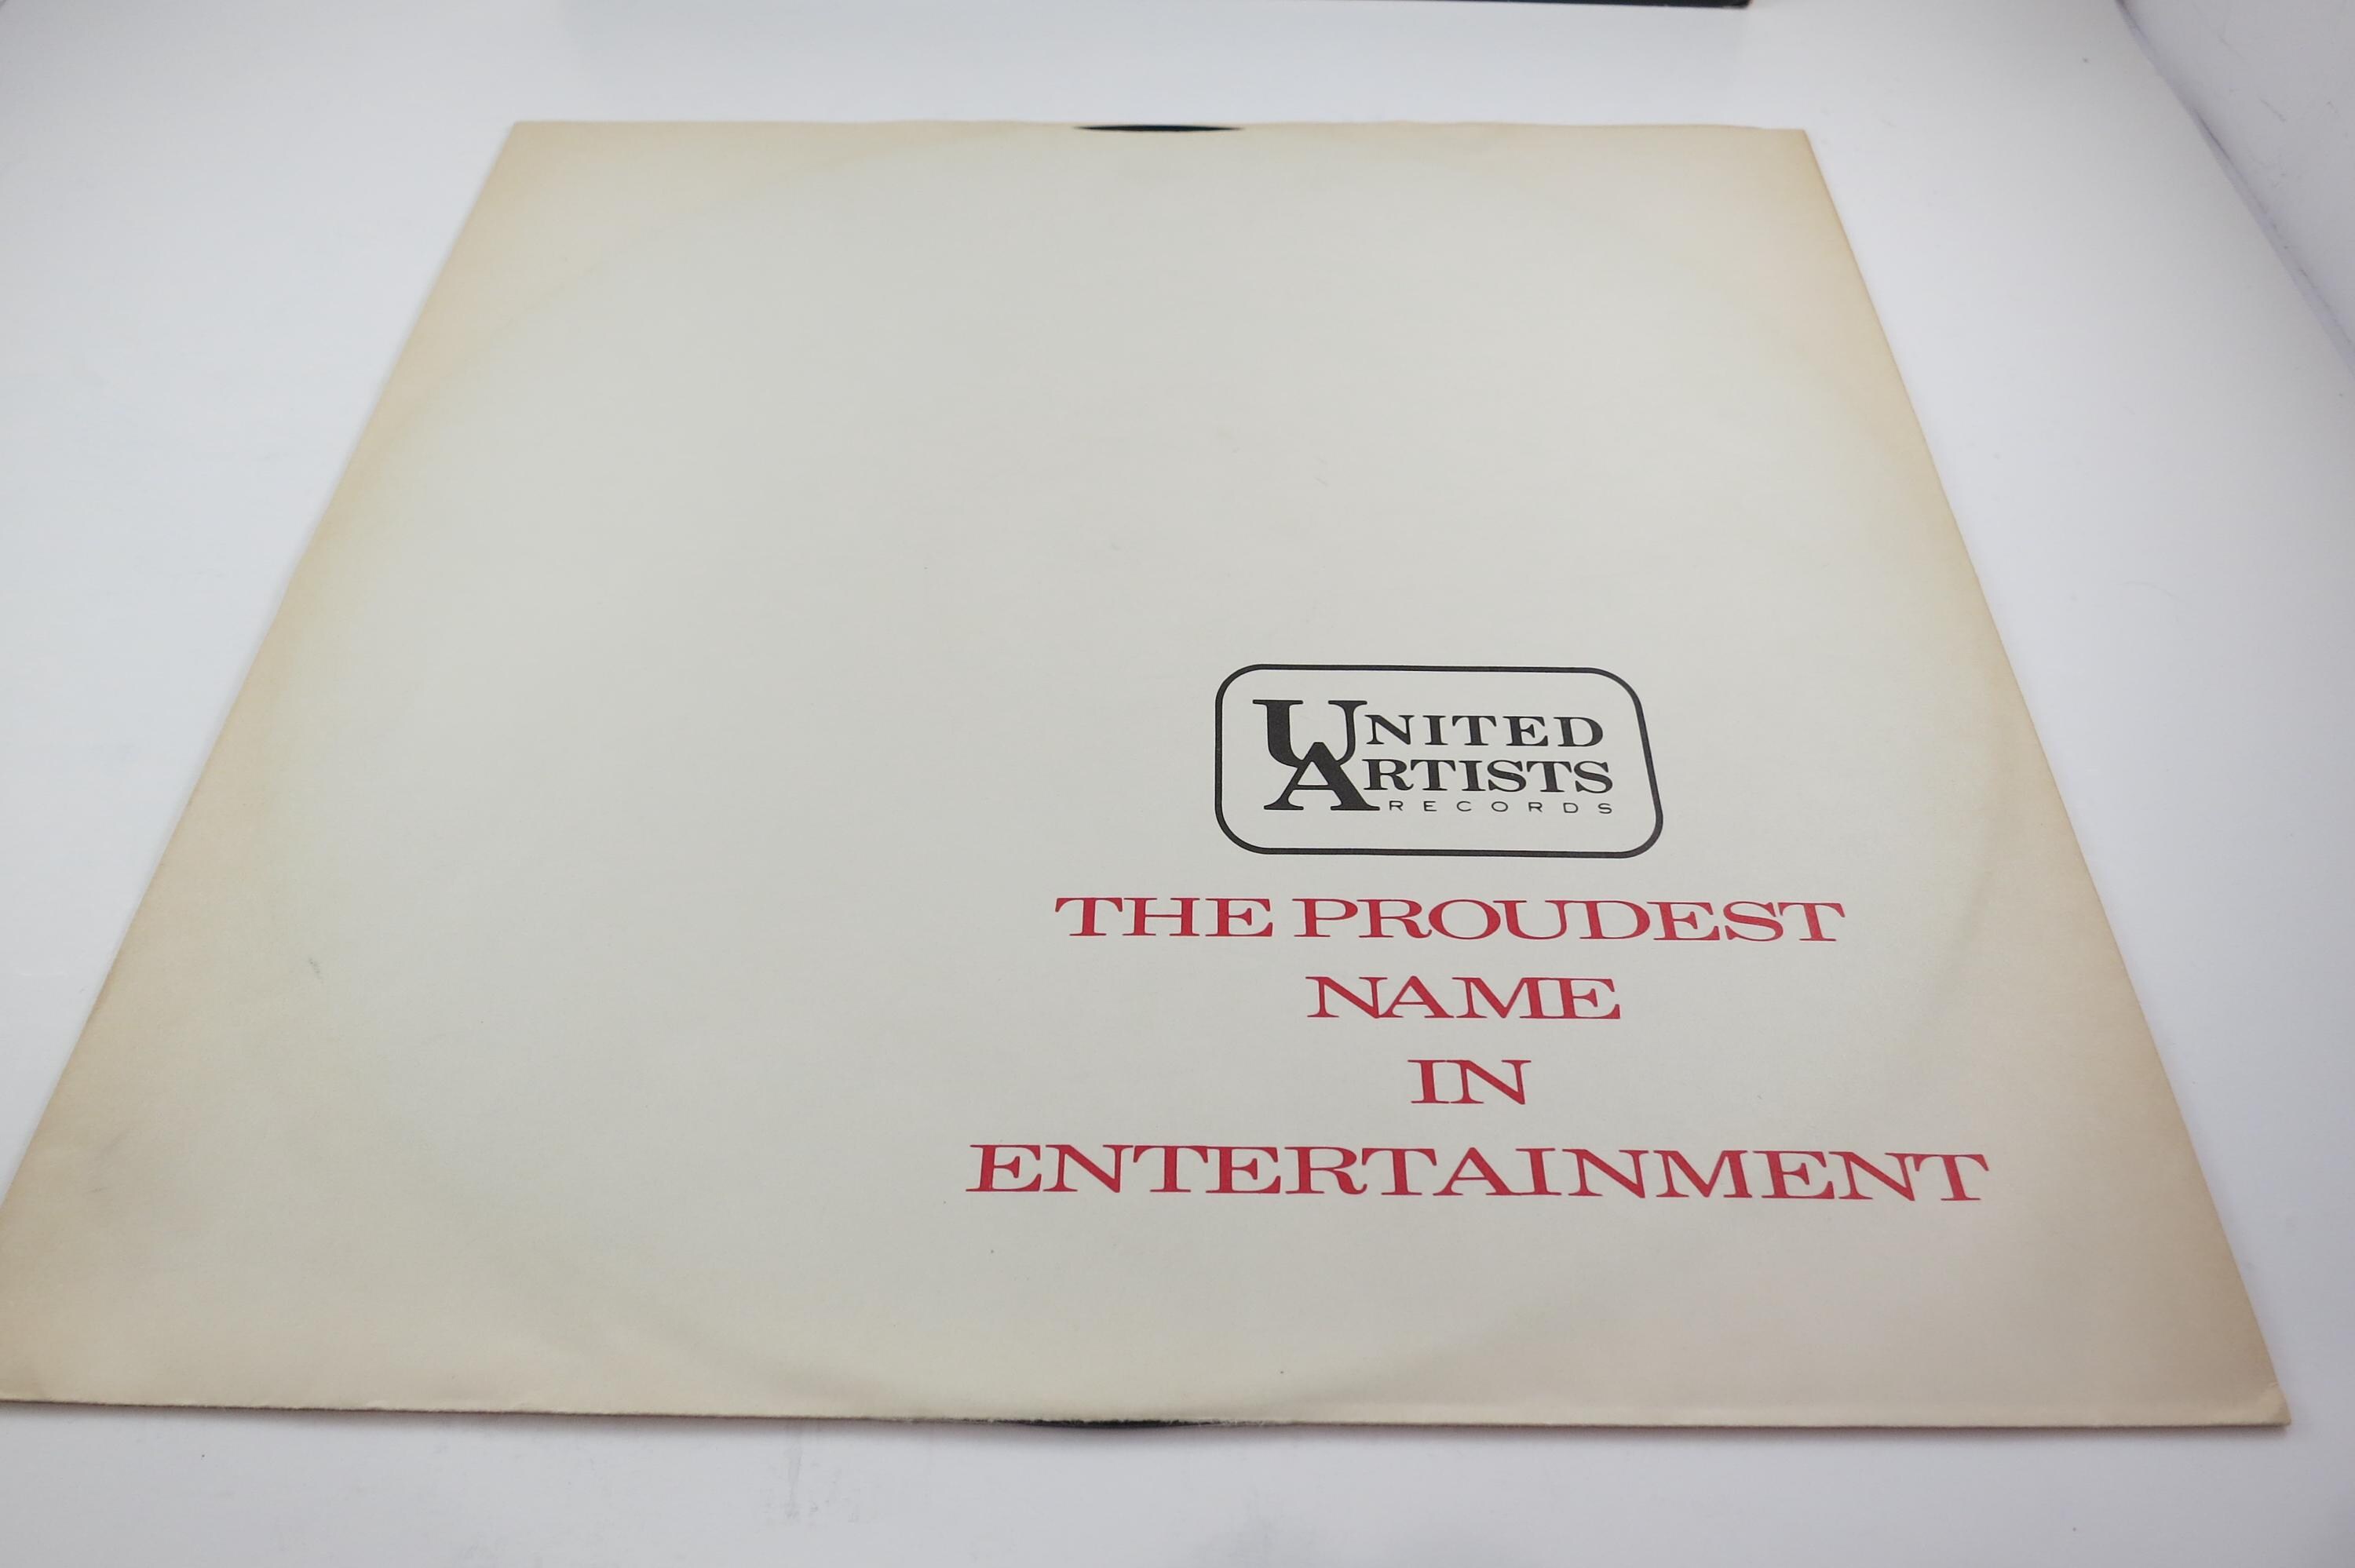 UNITED
ARTISTS
RECORDS
THE PROUDEST
NAME
IN
ENTERTAINMENT